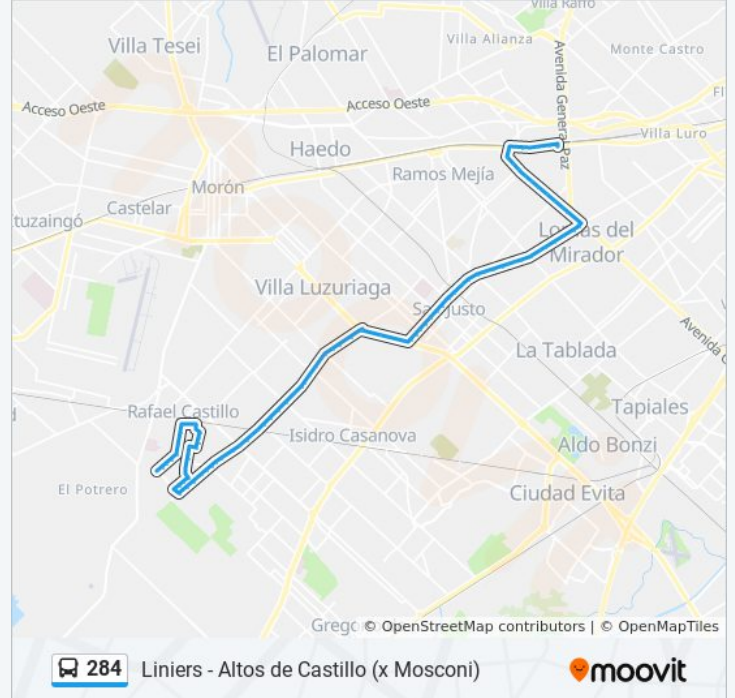 Villa Raffo
Villa Tesei
El Palomar
Villa Alianza
Monte Castro
Acceso Oeste
Acceso Oeste
Avenida General Paz
Villa Luro
Haedo
Ramos Mejía
Morón
Castelar
tuzaingó
Lomas del
Mirador
Villa Luzuriaga
San Justo
Avenida
La Tablada
Rafael Castillo
Tapiales
Isidro Casanova
Aldo Bonzi
El Potrero
Ciudad Evita
Grego
© OpenStreetMap contributors | © OpenMapTiles
284 Liniers - Altos de Castillo (x Mosconi)
moovit